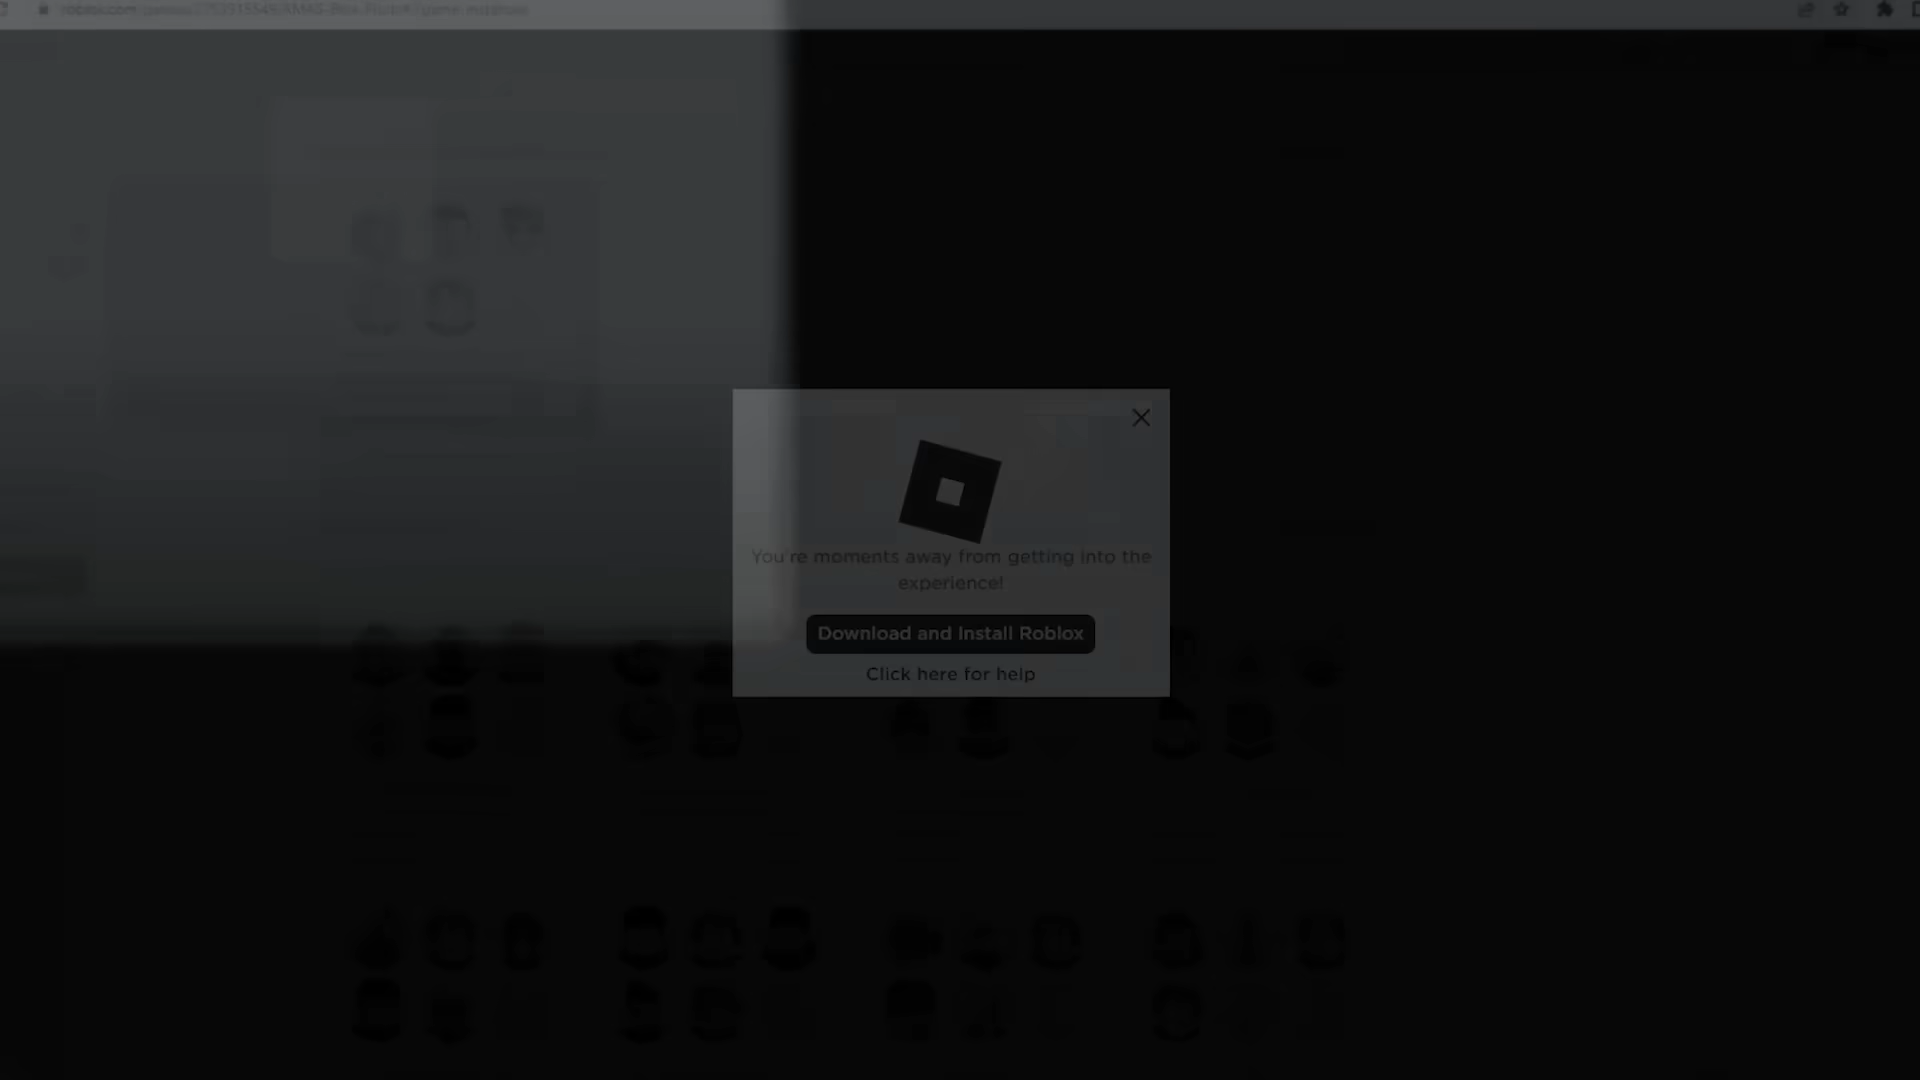 You're moments away from getting into the
experience!
Download and Install Roblox
Click here for help